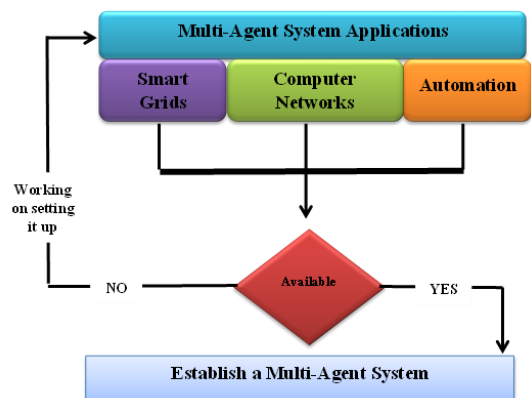 Multi-Agent System Applications
Smart
Grids
Computer
Networks
Automation
Working
on setting
it up
Available
NO
YES
Establish a Multi-Agent System